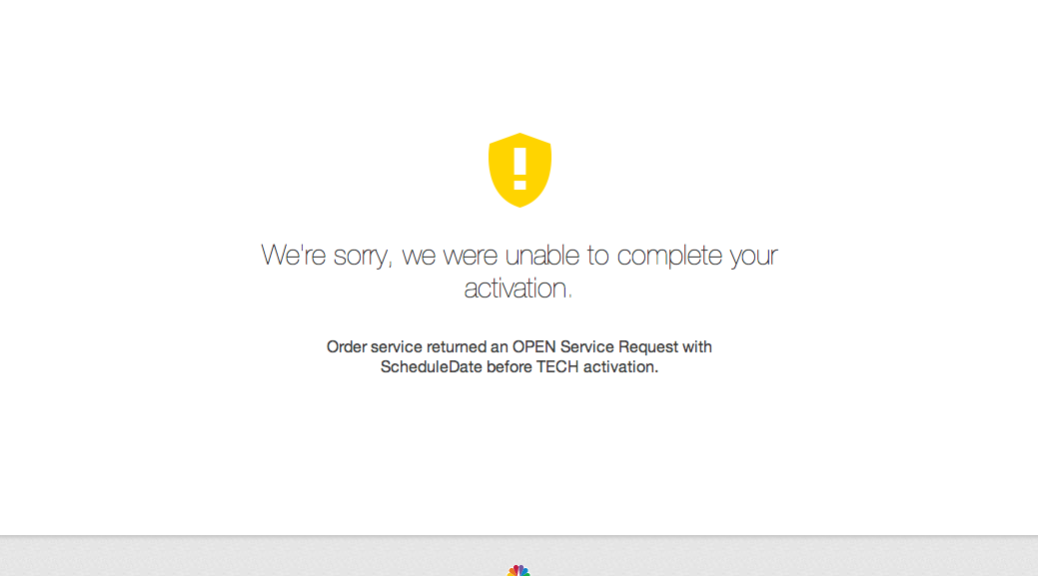 We're sorry, we were unable to complete your
activation.
Order service returned an OPEN Service Request with
ScheduleDate before TECH activation.